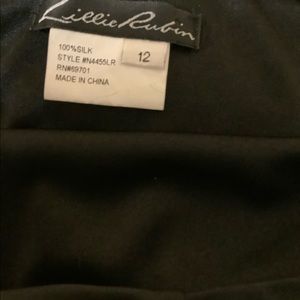 Lillie Rubin
100%SILK
STYLE #N4455LR
RN#69701
MADE IN CHINA
12